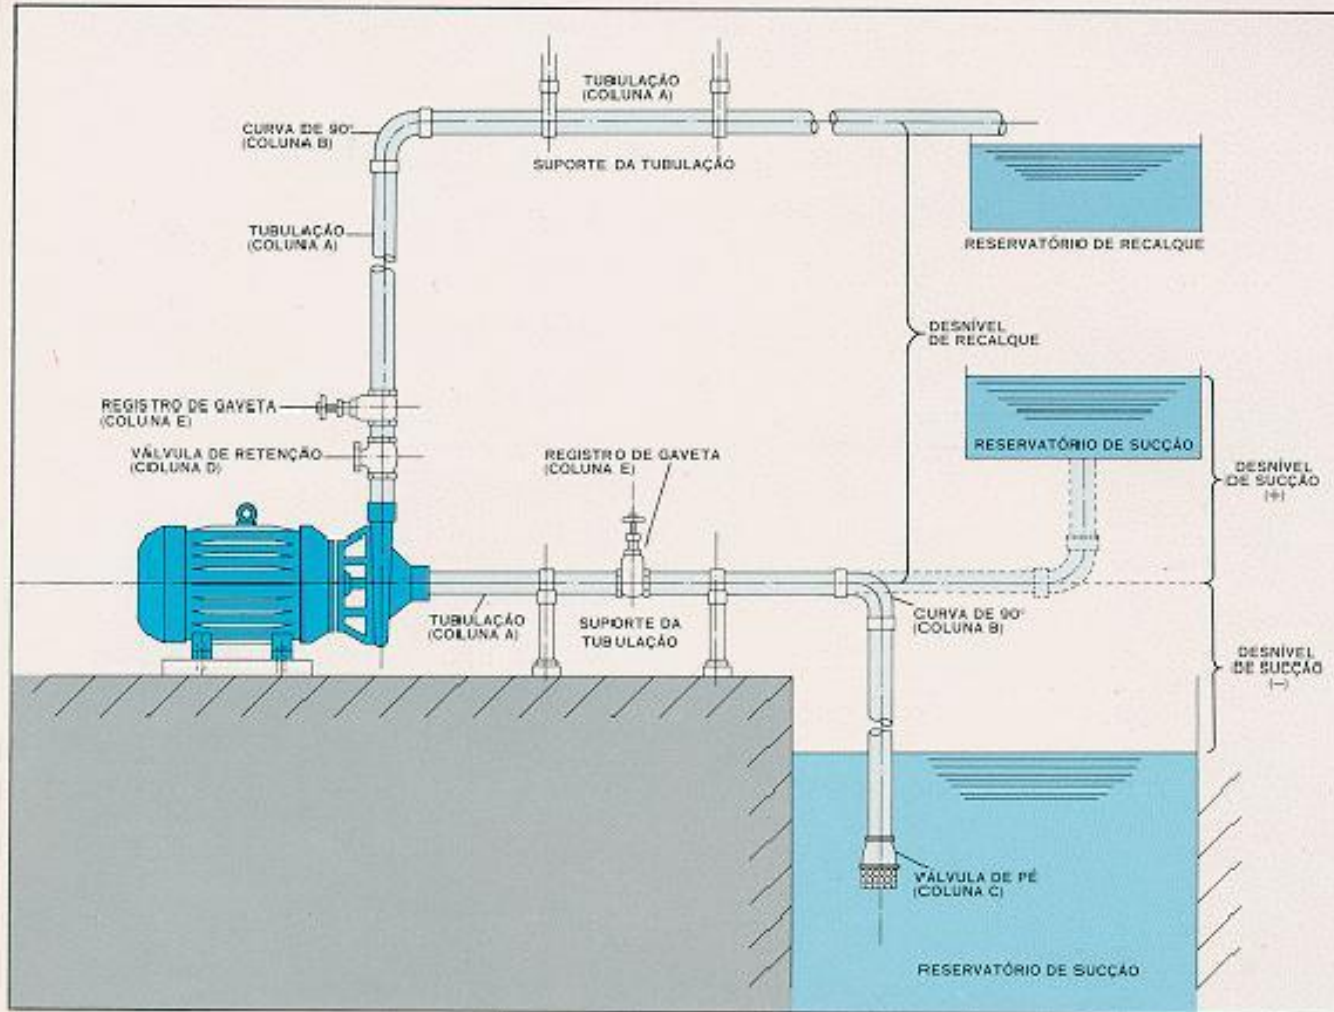 TUBULAÇÃO
(COLUNA A)
CURVA DE 90°
(COLUNA B)
SUPORTE DA TUBULAÇÃO
TUBULAÇÃO
(COLUNA A)
RESERVATÓRIO DE RECALQUE
DESNÍVEL
DE RECALQUE
REGISTRO DE GAVETA
(COLUNA E)
VÁLVULA DE RETENÇÃO
(COLUNA D)
REGISTRO DE GAVETA
(COLUNA E)
RESERVATÓRIO DE SUCÇÃO
DESNÍVEL
DE SUCÇÃO
(+)
TUBULAÇÃO
(COLUNA A)
SUPORTE DA
TUBULAÇÃO
CURVA DE 90°
(COLUNA B)
DESNÍVEL
DE SUCÇÃO
(—)
VÁLVULA DE PÉ
(COLUNA C)
RESERVATÓRIO DE SUCÇÃO